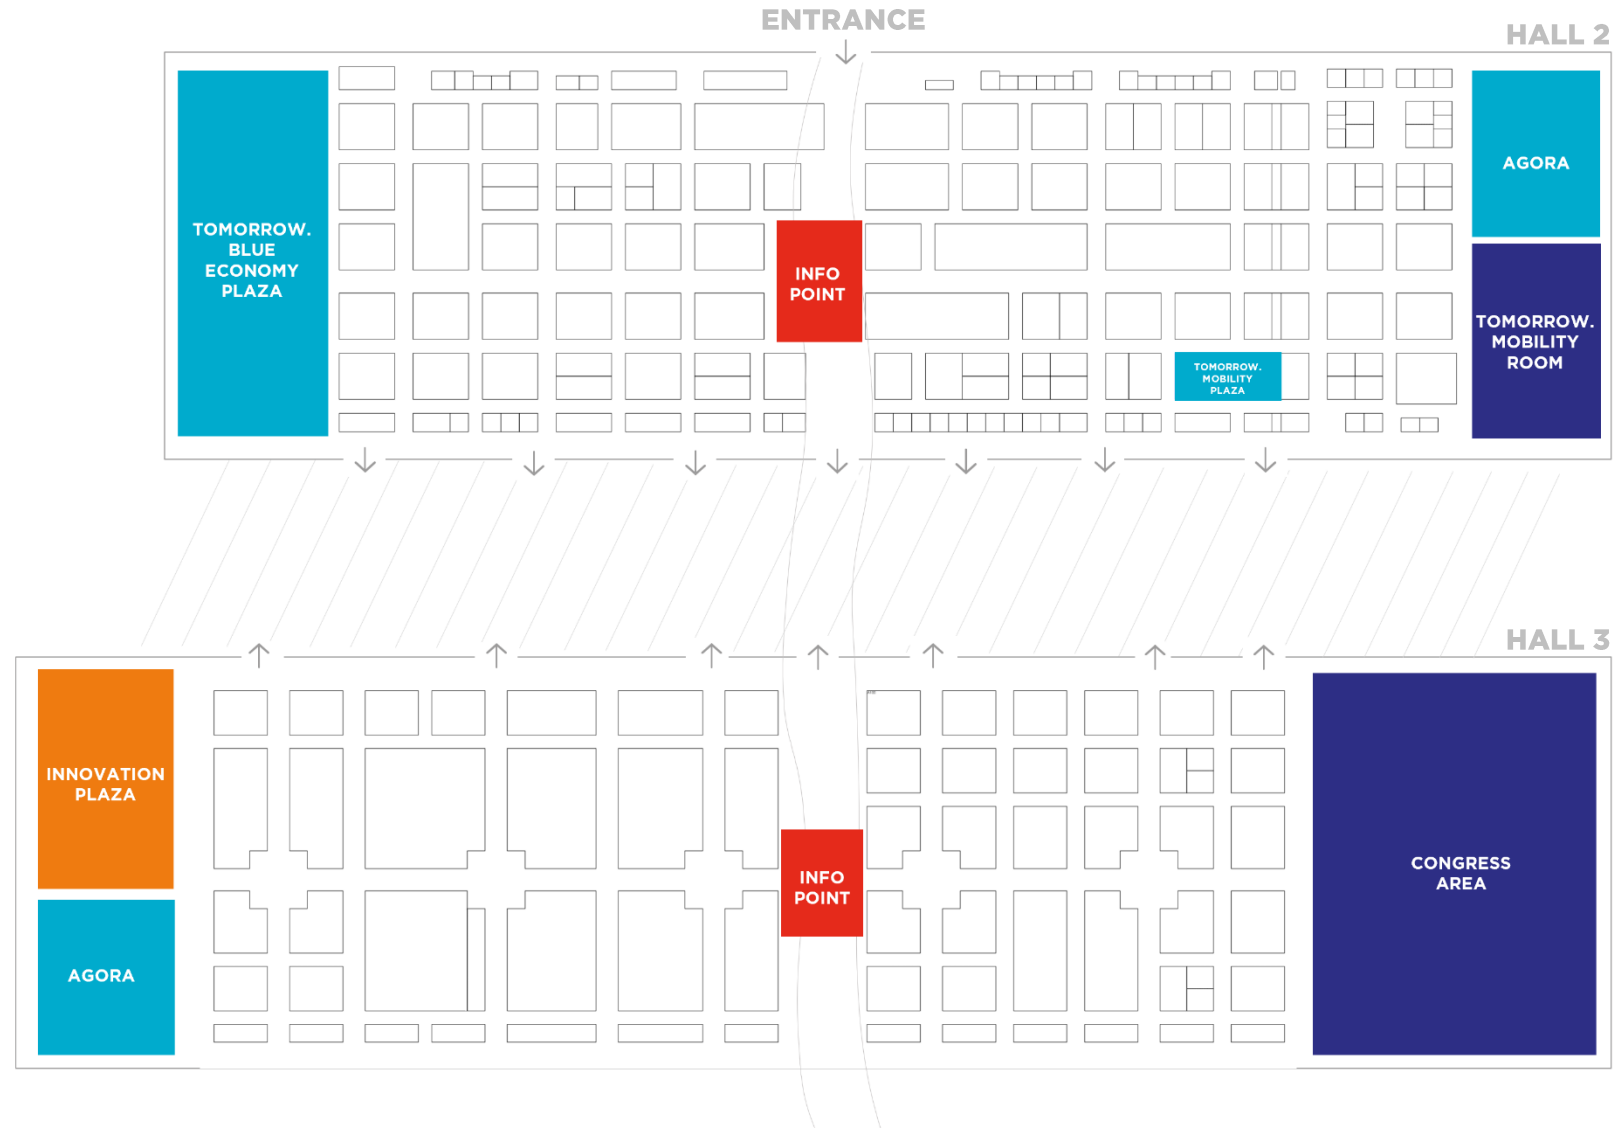 ENTRANCE
HALL 2
TOMORROW.
BLUE
ECONOMY
PLAZA
INFO
POINT
AGORA
TOMORROW.
MOBILITY
ROOM
TOMORROW.
MOBILITY
PLAZA
HALL 3
INNOVATION
PLAZA
AGORA
INFO
POINT
CONGRESS
AREA